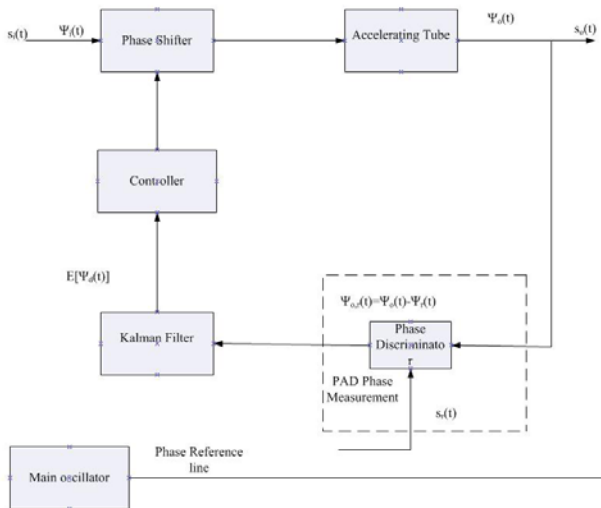 sᵢ(t)
Ψᵢ(t)
Phase Shifter
Accelerating Tube
Ψₒ(t)
sₒ(t)
Controller
E[Ψd(t)]
Ψₒ,ᵣ(t)=Ψₒ(t)-Ψᵣ(t)
Kalman Filter
Phase
Discriminato
r
PAD Phase
Measurement
sᵣ(t)
Phase Reference
line
Main oscillator